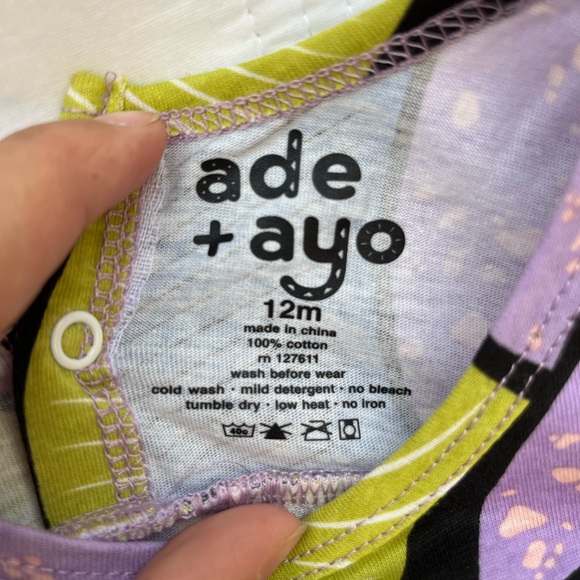 ade
+ ayo
12m
made in china
100% cotton
m 127611
wash before wear
cold wash · mild detergent · no bleach
tumble dry · low heat · no iron
40c